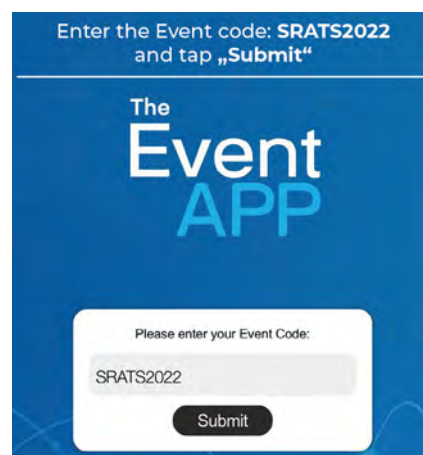 Enter the Event code: SRATS2022
and tap „Submit“
The
Event
APP
Please enter your Event Code:
SRATS2022
Submit